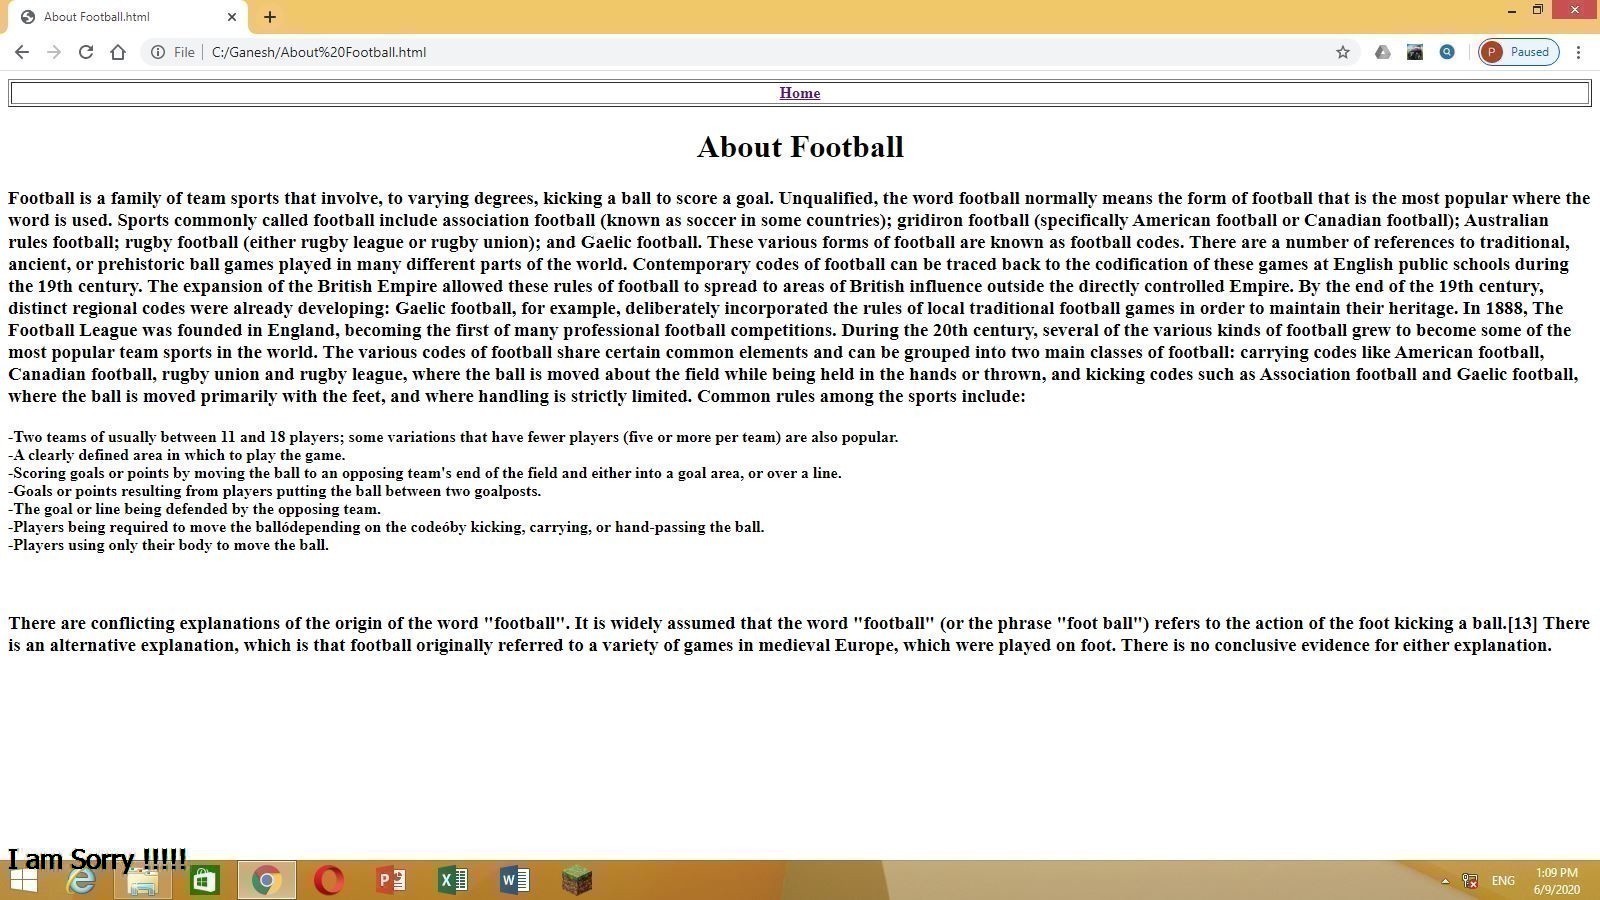 About Football.html
File C:/Ganesh/About%20Football.html
P Paused
Home
About Football
Football is a family of team sports that involve, to varying degrees, kicking a ball to score a goal. Unqualified, the word football normally means the form of football that is the most popular where the
word is used. Sports commonly called football include association football (known as soccer in some countries); gridiron football (specifically American football or Canadian football); Australian
rules football; rugby football (either rugby league or rugby union); and Gaelic football. These various forms of football are known as football codes. There are a number of references to traditional,
ancient, or prehistoric ball games played in many different parts of the world. Contemporary codes of football can be traced back to the codification of these games at English public schools during
the 19th century. The expansion of the British Empire allowed these rules of football to spread to areas of British influence outside the directly controlled Empire. By the end of the 19th century,
distinct regional codes were already developing: Gaelic football, for example, deliberately incorporated the rules of local traditional football games in order to maintain their heritage. In 1888, The
Football League was founded in England, becoming the first of many professional football competitions. During the 20th century, several of the various kinds of football grew to become some of the
most popular team sports in the world. The various codes of football share certain common elements and can be grouped into two main classes of football: carrying codes like American football,
Canadian football, rugby union and rugby league, where the ball is moved about the field while being held in the hands or thrown, and kicking codes such as Association football and Gaelic football,
where the ball is moved primarily with the feet, and where handling is strictly limited. Common rules among the sports include:
-Two teams of usually between 11 and 18 players; some variations that have fewer players (five or more per team) are also popular.
-A clearly defined area in which to play the game.
-Scoring goals or points by moving the ball to an opposing team's end of the field and either into a goal area, or over a line.
-Goals or points resulting from players putting the ball between two goalposts.
-The goal or line being defended by the opposing team.
-Players being required to move the ballódepending on the codeóby kicking, carrying, or hand-passing the ball.
-Players using only their body to move the ball.
There are conflicting explanations of the origin of the word "football". It is widely assumed that the word "football" (or the phrase "foot ball") refers to the action of the foot kicking a ball.[13] There
is an alternative explanation, which is that football originally referred to a variety of games in medieval Europe, which were played on foot. There is no conclusive evidence for either explanation.
I am Sorry !!!!!
ENG
1:09 PM
6/9/2020